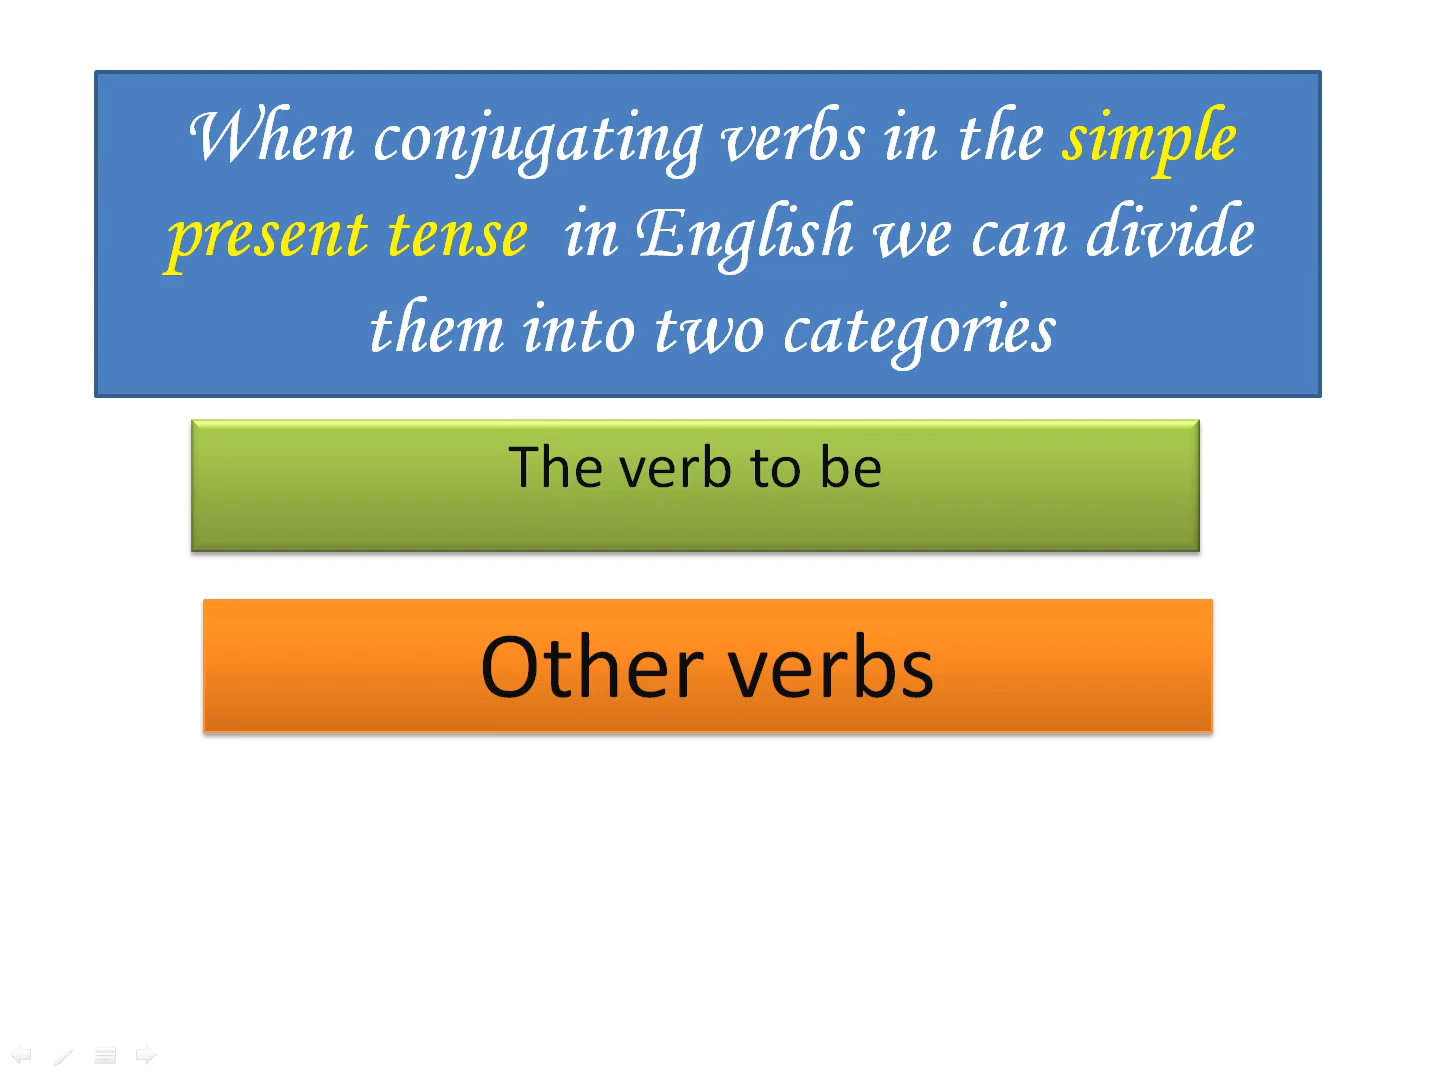 When conjugating verbs in the simple
present tense in English we can divide
them into two categories
The verb to be
Other verbs